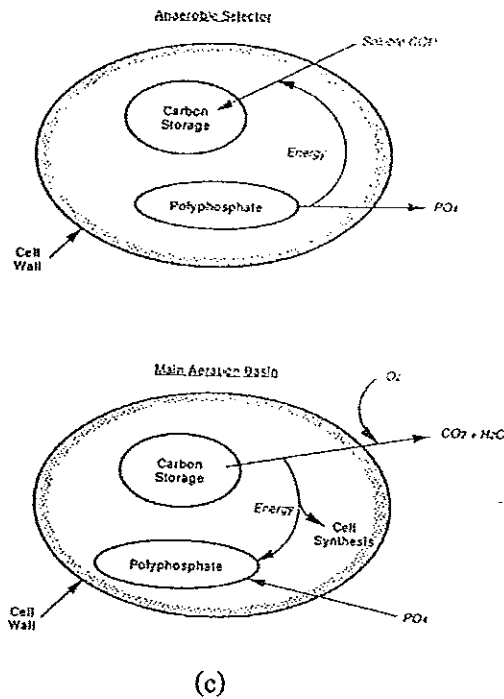 Anaerobic Selector
Soluble COD
Carbon
Storage
Energy
Polyphosphate
PO4
Cell
Wall
Main Aeration Basin
O2
CO2 + H2O
Carbon
Storage
Energy
Cell
Synthesis
Polyphosphate
Cell
Wall
PO4
(c)